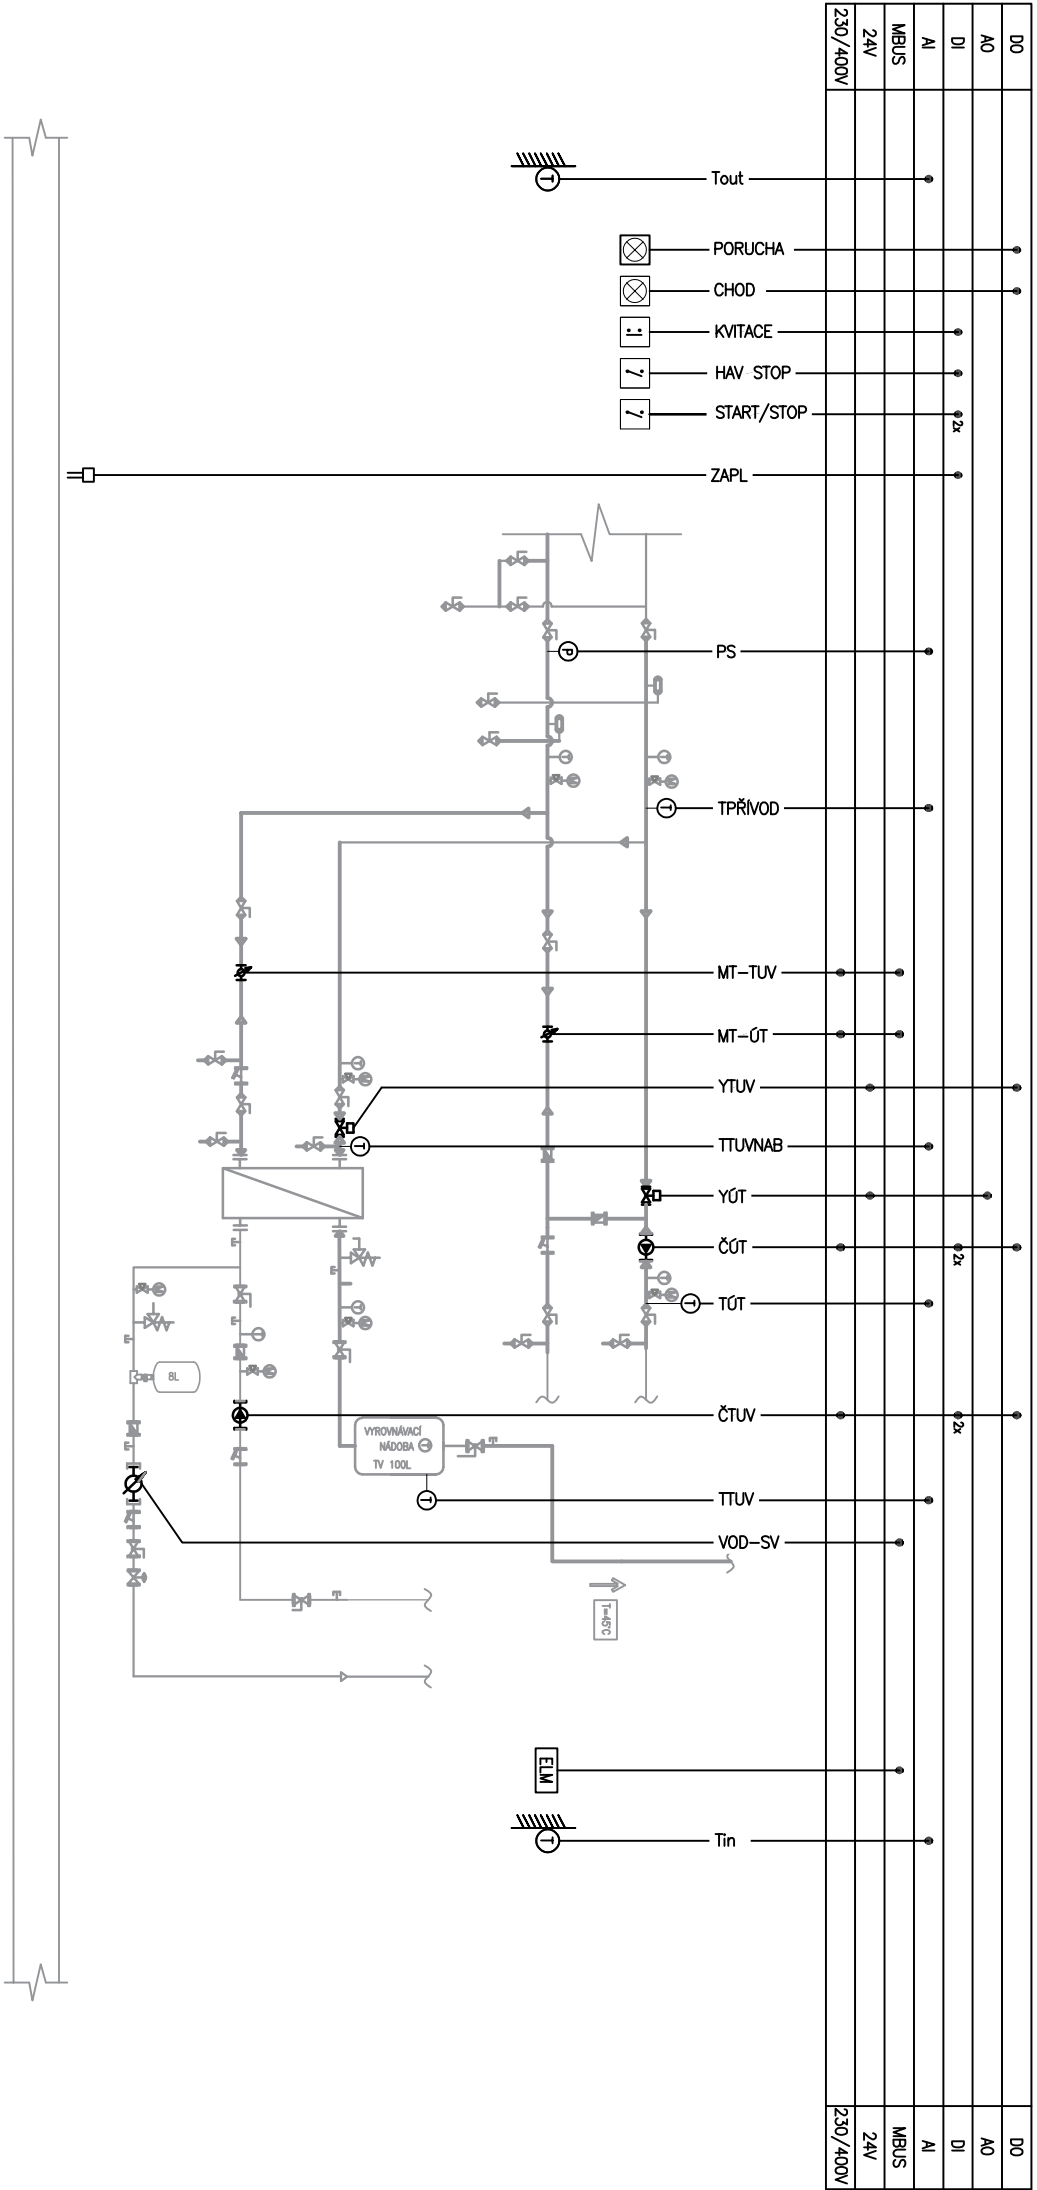 230/400V
24V
MBUS
AI
DI
AO
DO
T
Tout
PORUCHA
CHOD
KVITACE
HAV STOP
START/STOP
2x
ZAPL
P
PS
T
TPŘÍVOD
MT-TUV
MT-ÚT
YTUV
T
TTUVNAB
YÚT
ČÚT
2x
T
TÚT
8L
ČTUV
2x
VYROVNÁVACÍ
NÁDOBA
TV 100L
T
TTUV
VOD-SV
T=45°C
ELM
T
Tin
230/400V
24V
MBUS
AI
DI
AO
DO